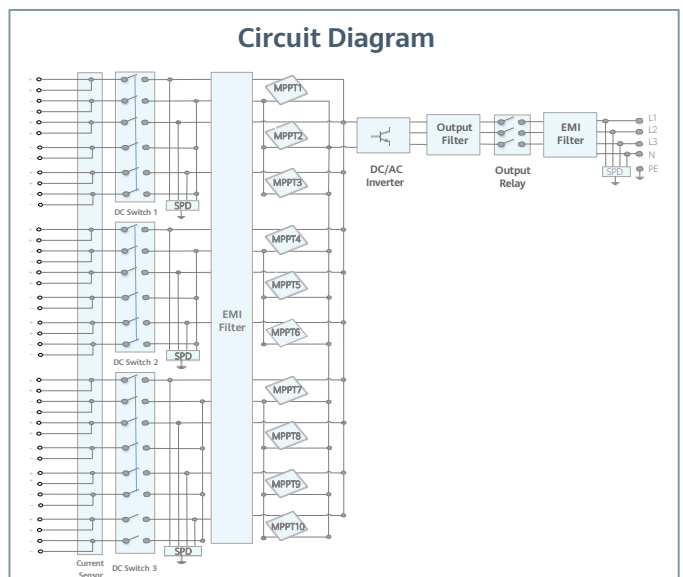 Circuit Diagram
MPPT1
MPPT2
MPPT3
SPD
DC Switch 1
MPPT4
MPPT5
MPPT6
EMI
Filter
SPD
DC Switch 2
MPPT7
MPPT8
MPPT9
MPPT10
SPD
Current
Sensor
DC Switch 3
DC/AC
Inverter
Output
Filter
Output
Relay
EMI
Filter
SPD
L1
L2
L3
N
PE